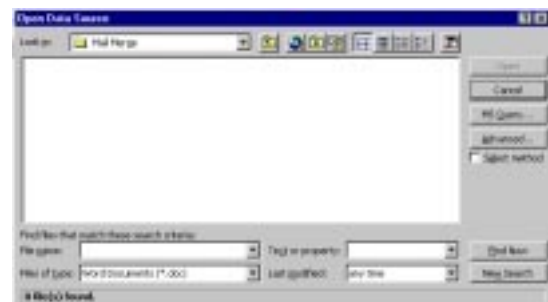 Open Data Source
Look in: Mail Merge
Open
Cancel
MS Query...
Advanced...
Select method
Find files that match these search criteria:
File name:
Text or property:
Find Now
Files of type: Word Documents (*.doc)
Last modified: any time
New Search
0 file(s) found.